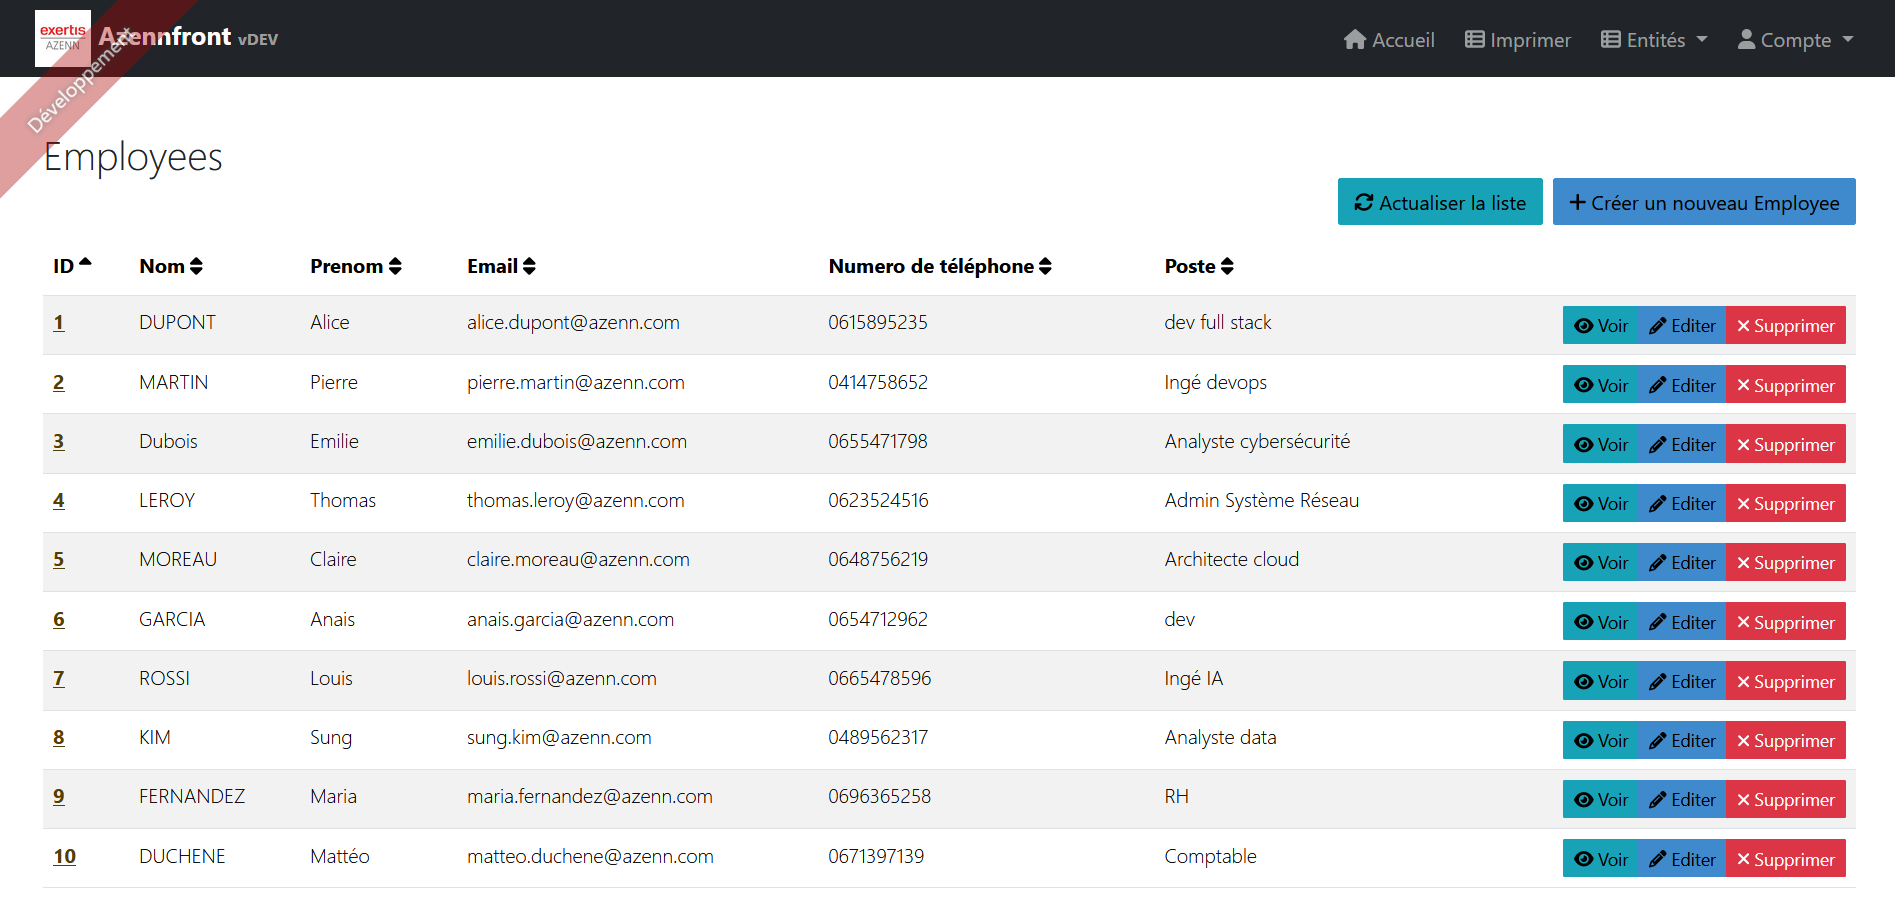 exertis
AZENN
Azennfront vDEV
Accueil
Imprimer
Entités
Compte
Développement
Employees
Actualiser la liste
Créer un nouveau Employee
ID Nom Prenom Email Numero de téléphone Poste
1 DUPONT Alice alice.dupont@azenn.com 0615895235 dev full stack Voir Editer Supprimer
2 MARTIN Pierre pierre.martin@azenn.com 0414758652 Ingé devops Voir Editer Supprimer
3 Dubois Emilie emilie.dubois@azenn.com 0655471798 Analyste cybersécurité Voir Editer Supprimer
4 LEROY Thomas thomas.leroy@azenn.com 0623524516 Admin Système Réseau Voir Editer Supprimer
5 MOREAU Claire claire.moreau@azenn.com 0648756219 Architecte cloud Voir Editer Supprimer
6 GARCIA Anais anais.garcia@azenn.com 0654712962 dev Voir Editer Supprimer
7 ROSSI Louis louis.rossi@azenn.com 0665478596 Ingé IA Voir Editer Supprimer
8 KIM Sung sung.kim@azenn.com 0489562317 Analyste data Voir Editer Supprimer
9 FERNANDEZ Maria maria.fernandez@azenn.com 0696365258 RH Voir Editer Supprimer
10 DUCHENE Mattéo matteo.duchene@azenn.com 0671397139 Comptable Voir Editer Supprimer